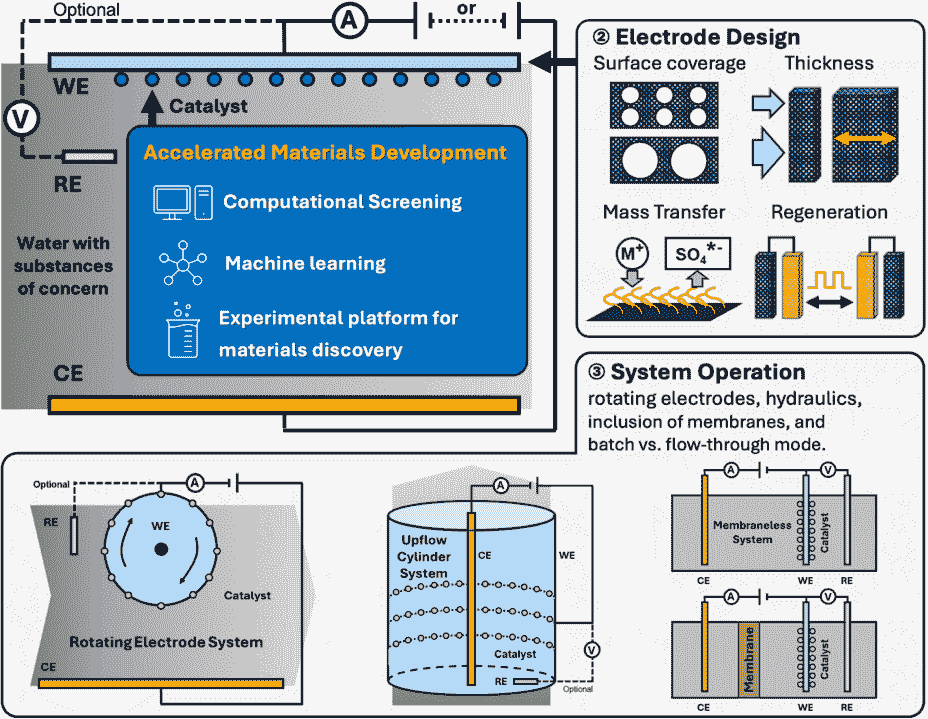 Optional
A
or
WE
V
Catalyst
RE
Accelerated Materials Development
Computational Screening
Machine learning
Experimental platform for
materials discovery
Water with
substances
of concern
CE
② Electrode Design
Surface coverage
Thickness
Mass Transfer
Regeneration
M+
SO4*-
③ System Operation
rotating electrodes, hydraulics,
inclusion of membranes, and
batch vs. flow-through mode.
Optional
A
RE
WE
Catalyst
Rotating Electrode System
CE
A
Upflow
Cylinder
System
CE
WE
Catalyst
V
RE
Optional
A
V
Membraneless
System
Catalyst
CE
WE
RE
A
V
Membrane
Catalyst
CE
WE
RE